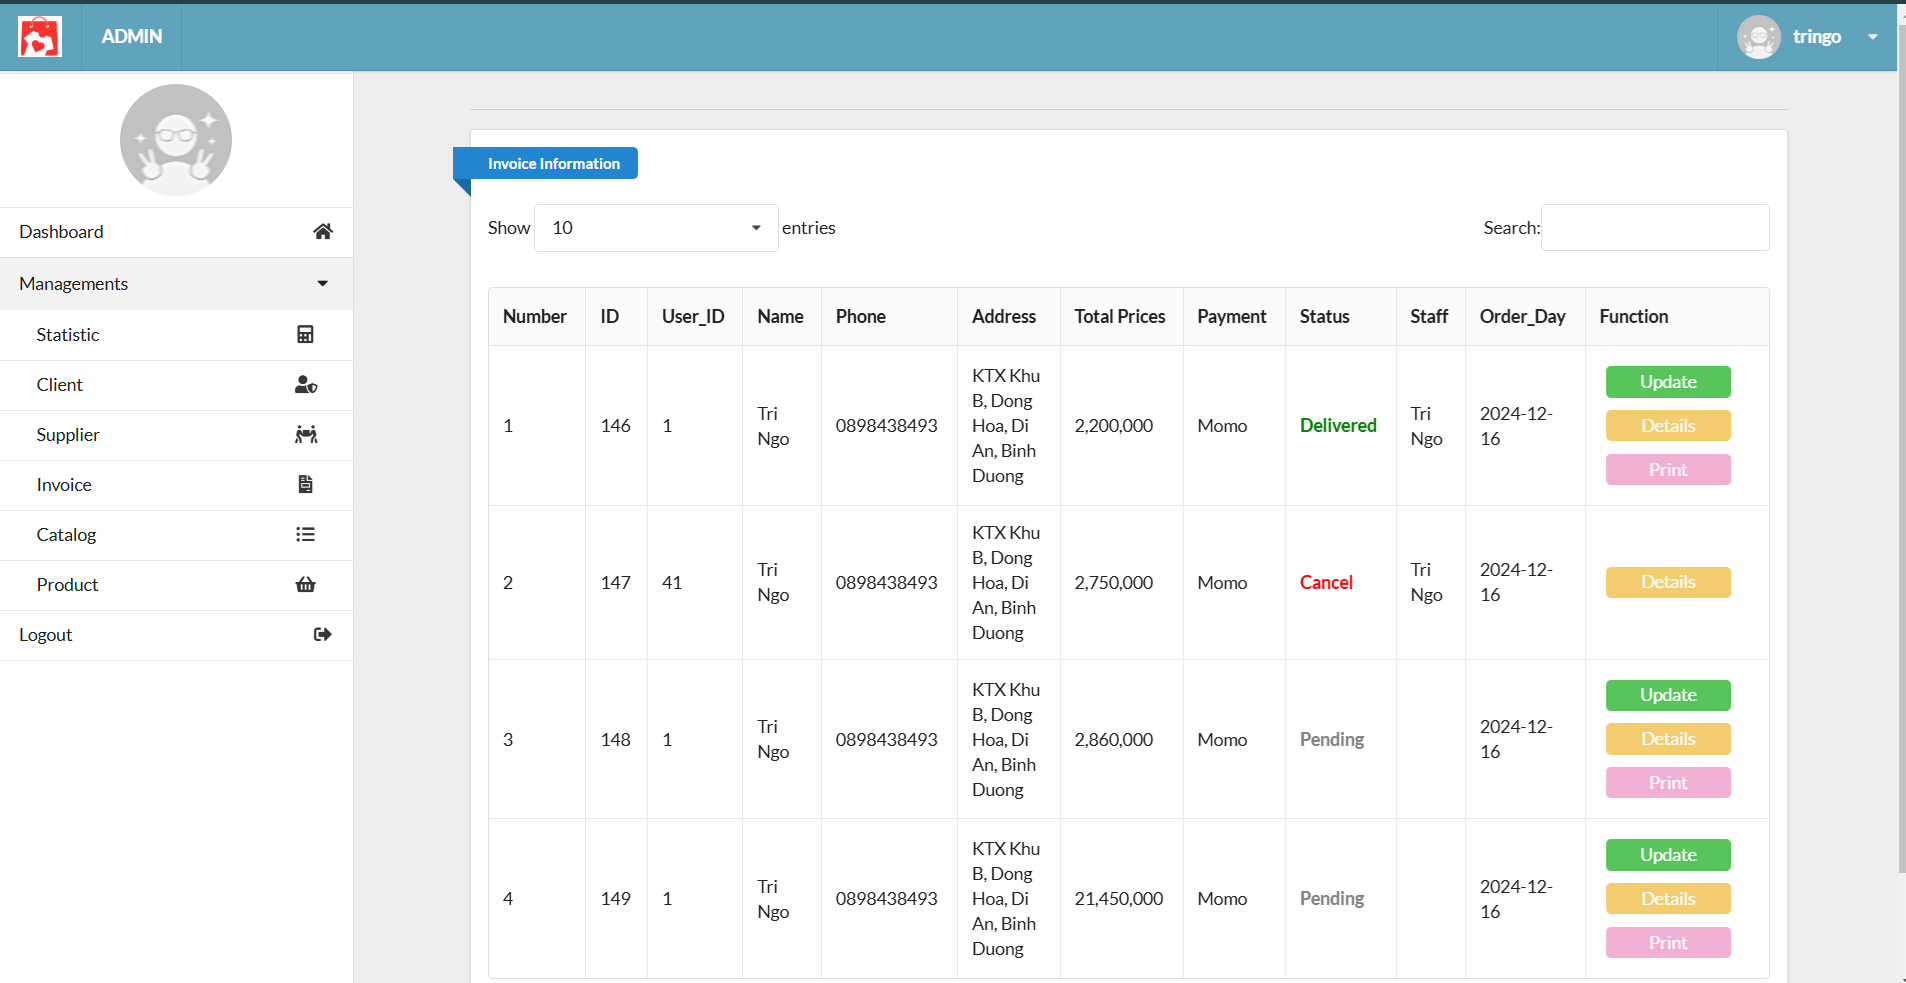 ADMIN
tringo
Dashboard
Managements
Statistic
Client
Supplier
Invoice
Catalog
Product
Logout
Invoice Information
Show 10 entries
Search:
Number ID User_ID Name Phone Address Total Prices Payment Status Staff Order_Day Function
1 146 1 Tri Ngo 0898438493 KTX Khu B, Dong Hoa, Di An, Binh Duong 2,200,000 Momo Delivered Tri Ngo 2024-12-16 Update Details Print
2 147 41 Tri Ngo 0898438493 KTX Khu B, Dong Hoa, Di An, Binh Duong 2,750,000 Momo Cancel Tri Ngo 2024-12-16 Details
3 148 1 Tri Ngo 0898438493 KTX Khu B, Dong Hoa, Di An, Binh Duong 2,860,000 Momo Pending 2024-12-16 Update Details Print
4 149 1 Tri Ngo 0898438493 KTX Khu B, Dong Hoa, Di An, Binh Duong 21,450,000 Momo Pending 2024-12-16 Update Details Print